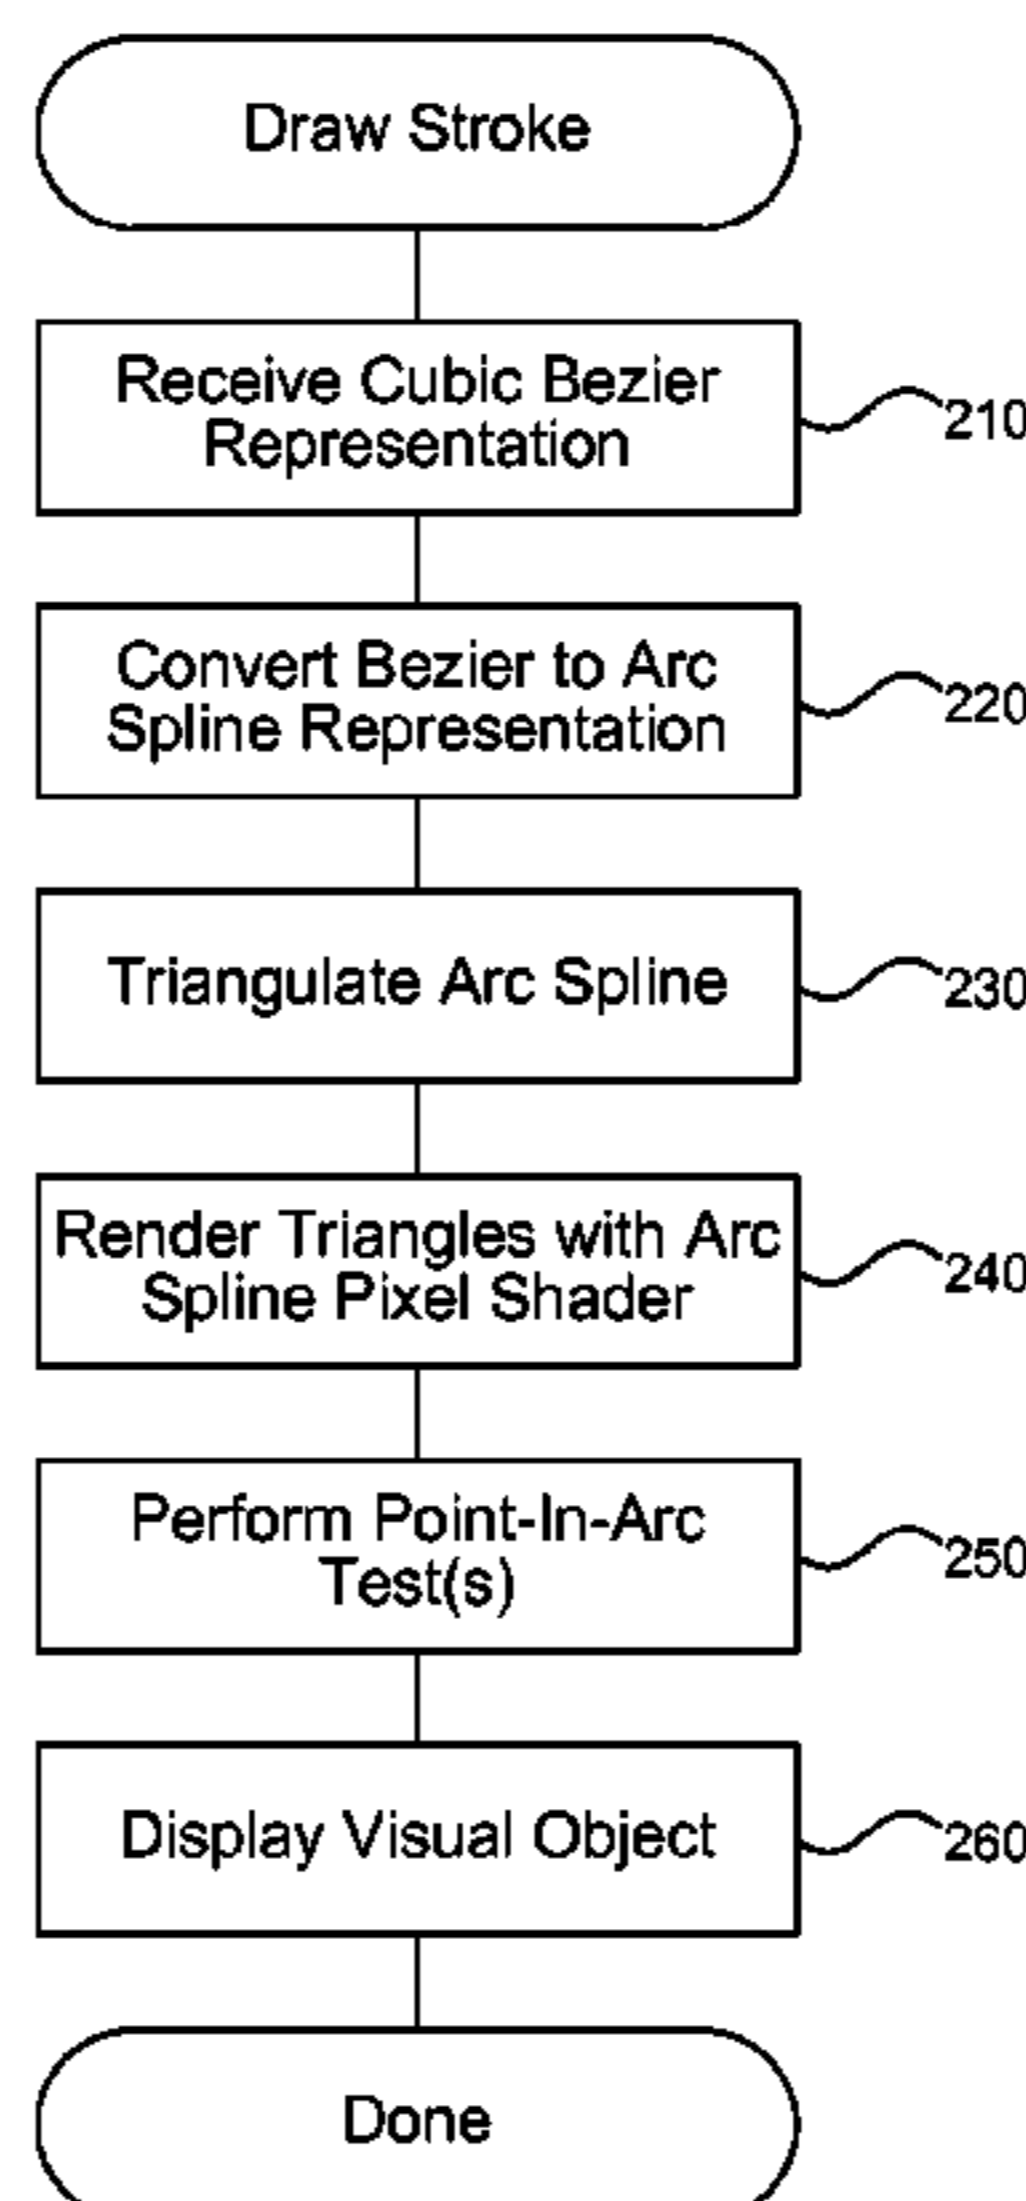 Draw Stroke
Receive Cubic Bezier
Representation
210
Convert Bezier to Arc
Spline Representation
220
Triangulate Arc Spline
230
Render Triangles with Arc
Spline Pixel Shader
240
Perform Point-In-Arc
Test(s)
250
Display Visual Object
260
Done